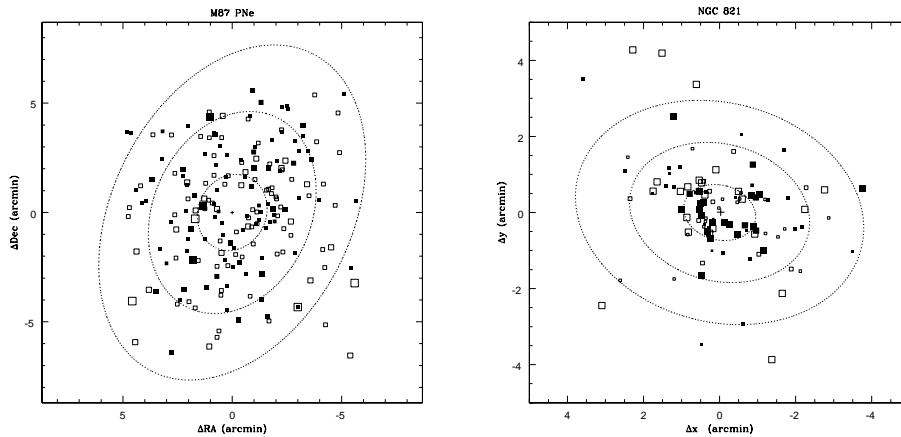 M87 PNe
5
0
-5
ΔDec (arcmin)
5
0
-5
ΔRA (arcmin)
NGC 821
4
2
0
-2
-4
Δy (arcmin)
4
2
0
-2
-4
Δx (arcmin)